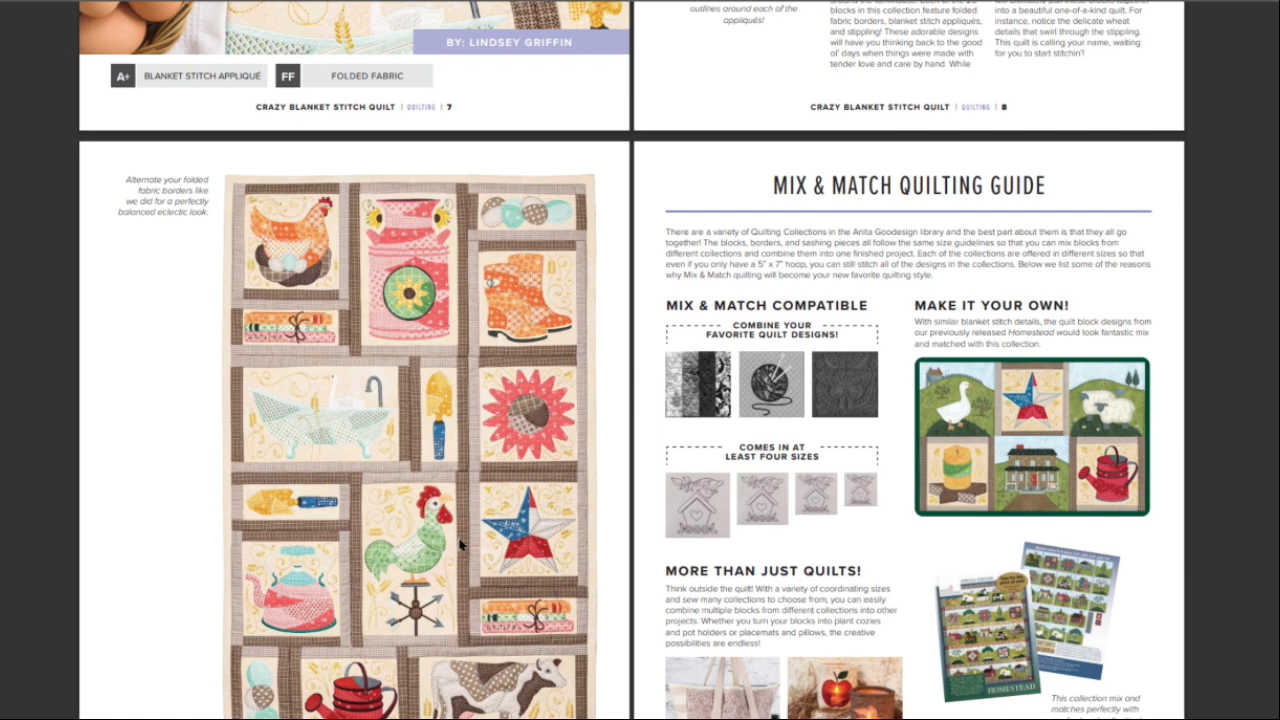 BY: LINDSEY GRIFFIN
A+ BLANKET STITCH APPLIQUÉ FF FOLDED FABRIC
CRAZY BLANKET STITCH QUILT | QUILTING | 7
outlines around each of the
appliqués!
blocks in this collection feature folded
fabric borders, blanket stitch appliqués,
and stippling! These adorable designs
will have you thinking back to the good
ol' days when things were made with
tender love and care by hand. While
into a beautiful one-of-a-kind quilt. For
instance, notice the delicate wheat
details that swirl through the stippling.
This quilt is calling your name, waiting
for you to start stitchin'!
CRAZY BLANKET STITCH QUILT | QUILTING | 8
Alternate your folded
fabric borders like
we did for a perfectly
balanced eclectic look.
MIX & MATCH QUILTING GUIDE
There are a variety of Quilting Collections in the Anita Goodesign library and the best part about them is that they all go
together! The blocks, borders, and sashing pieces all follow the same size guidelines so that you can mix blocks from
different collections and combine them into one finished project. Each of the collections are offered in different sizes so that
even if you only have a 5" x 7" hoop, you can still stitch all of the designs in the collections. Below we list some of the reasons
why Mix & Match quilting will become your new favorite quilting style.
MIX & MATCH COMPATIBLE
COMBINE YOUR
FAVORITE QUILT DESIGNS!
COMES IN AT
LEAST FOUR SIZES
MAKE IT YOUR OWN!
With similar blanket stitch details, the quilt block designs from
our previously released Homestead would look fantastic mix
and matched with this collection.
MORE THAN JUST QUILTS!
Think outside the quilt! With a variety of coordinating sizes
and sew many collections to choose from, you can easily
combine multiple blocks from different collections into other
projects. Whether you turn your blocks into plant cozies
and pot holders or placemats and pillows, the creative
possibilities are endless!
HOMESTEAD
This collection mix and
matches perfectly with